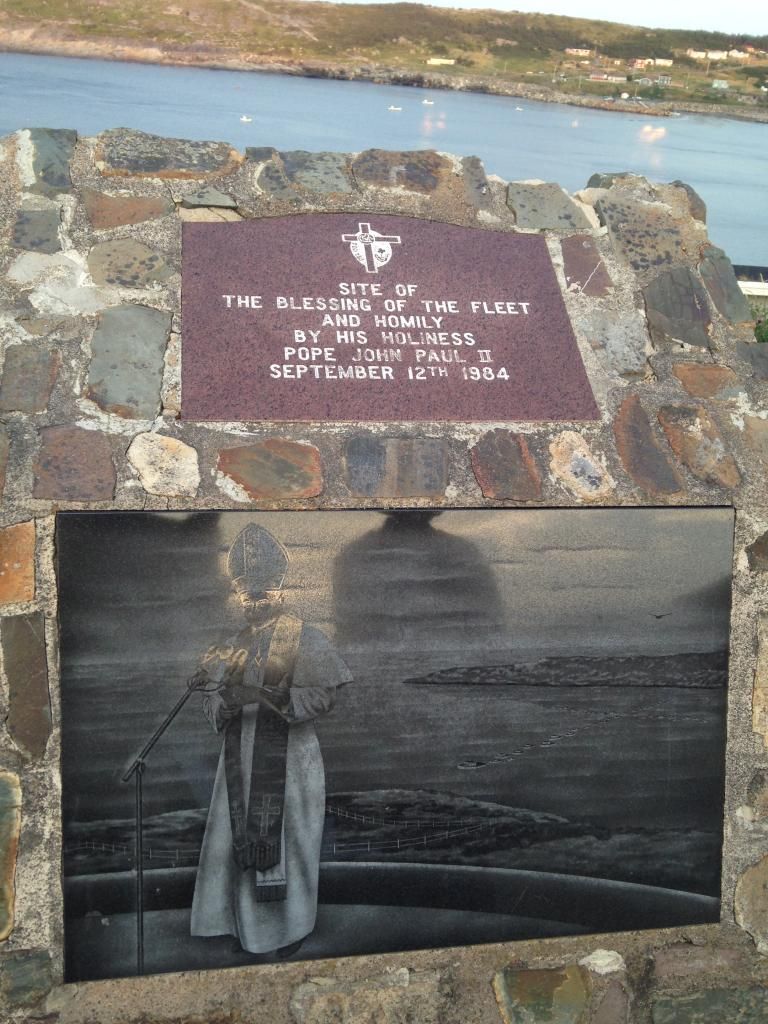 SITE OF
THE BLESSING OF THE FLEET
AND HOMILY
BY HIS HOLINESS
POPE JOHN PAUL II
SEPTEMBER 12TH 1984